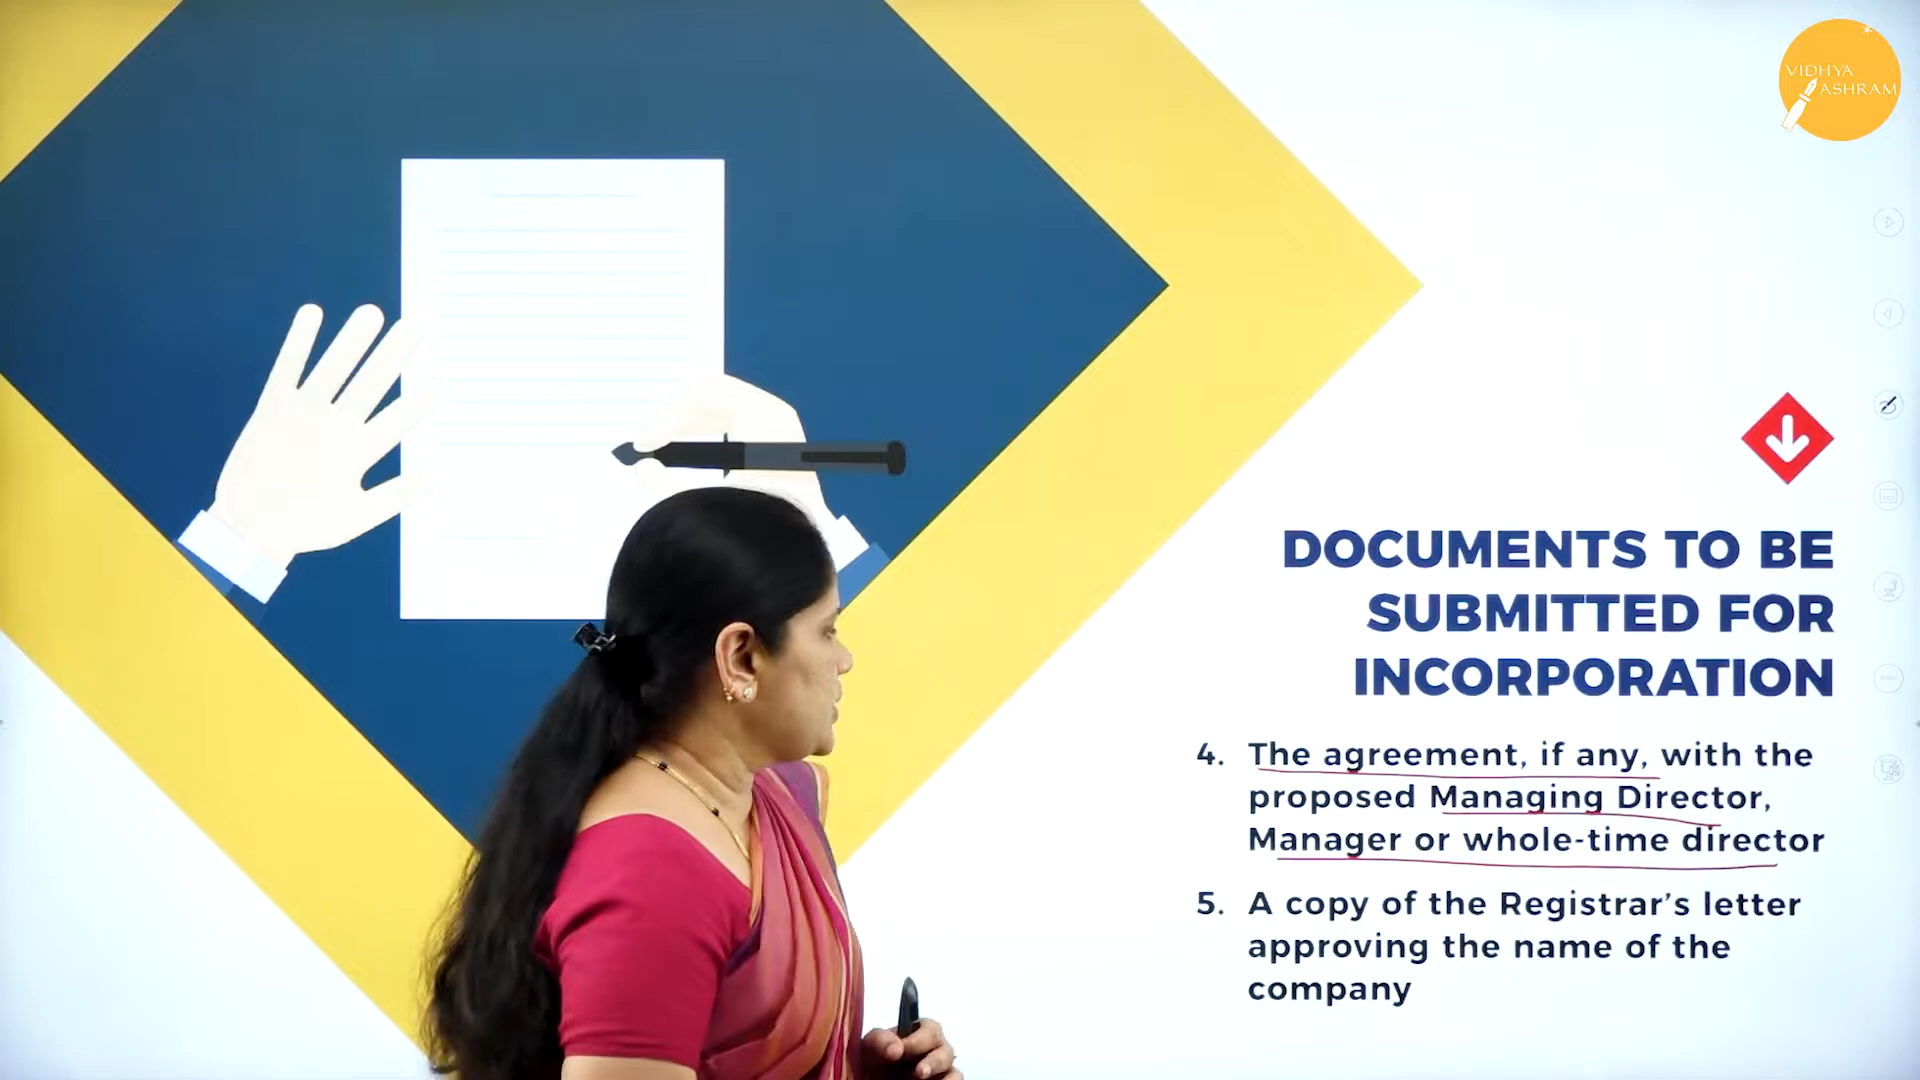 VIDHYA
ASHRAM
DOCUMENTS TO BE
SUBMITTED FOR
INCORPORATION
4. The agreement, if any, with the
proposed Managing Director,
Manager or whole-time director
5. A copy of the Registrar's letter
approving the name of the
company